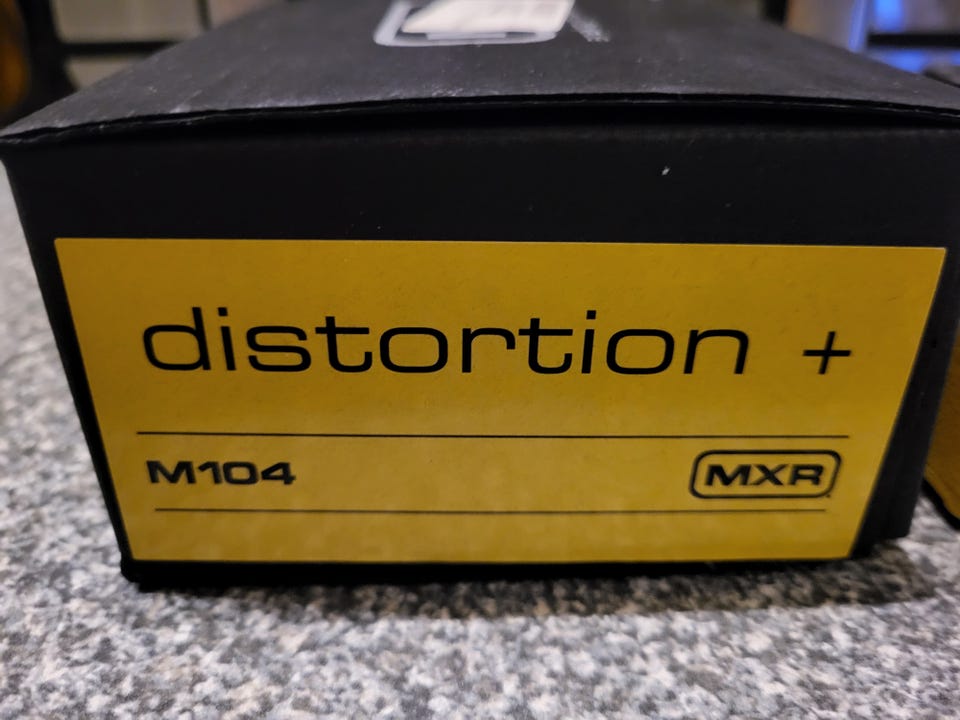 distortion +
M104
MXR